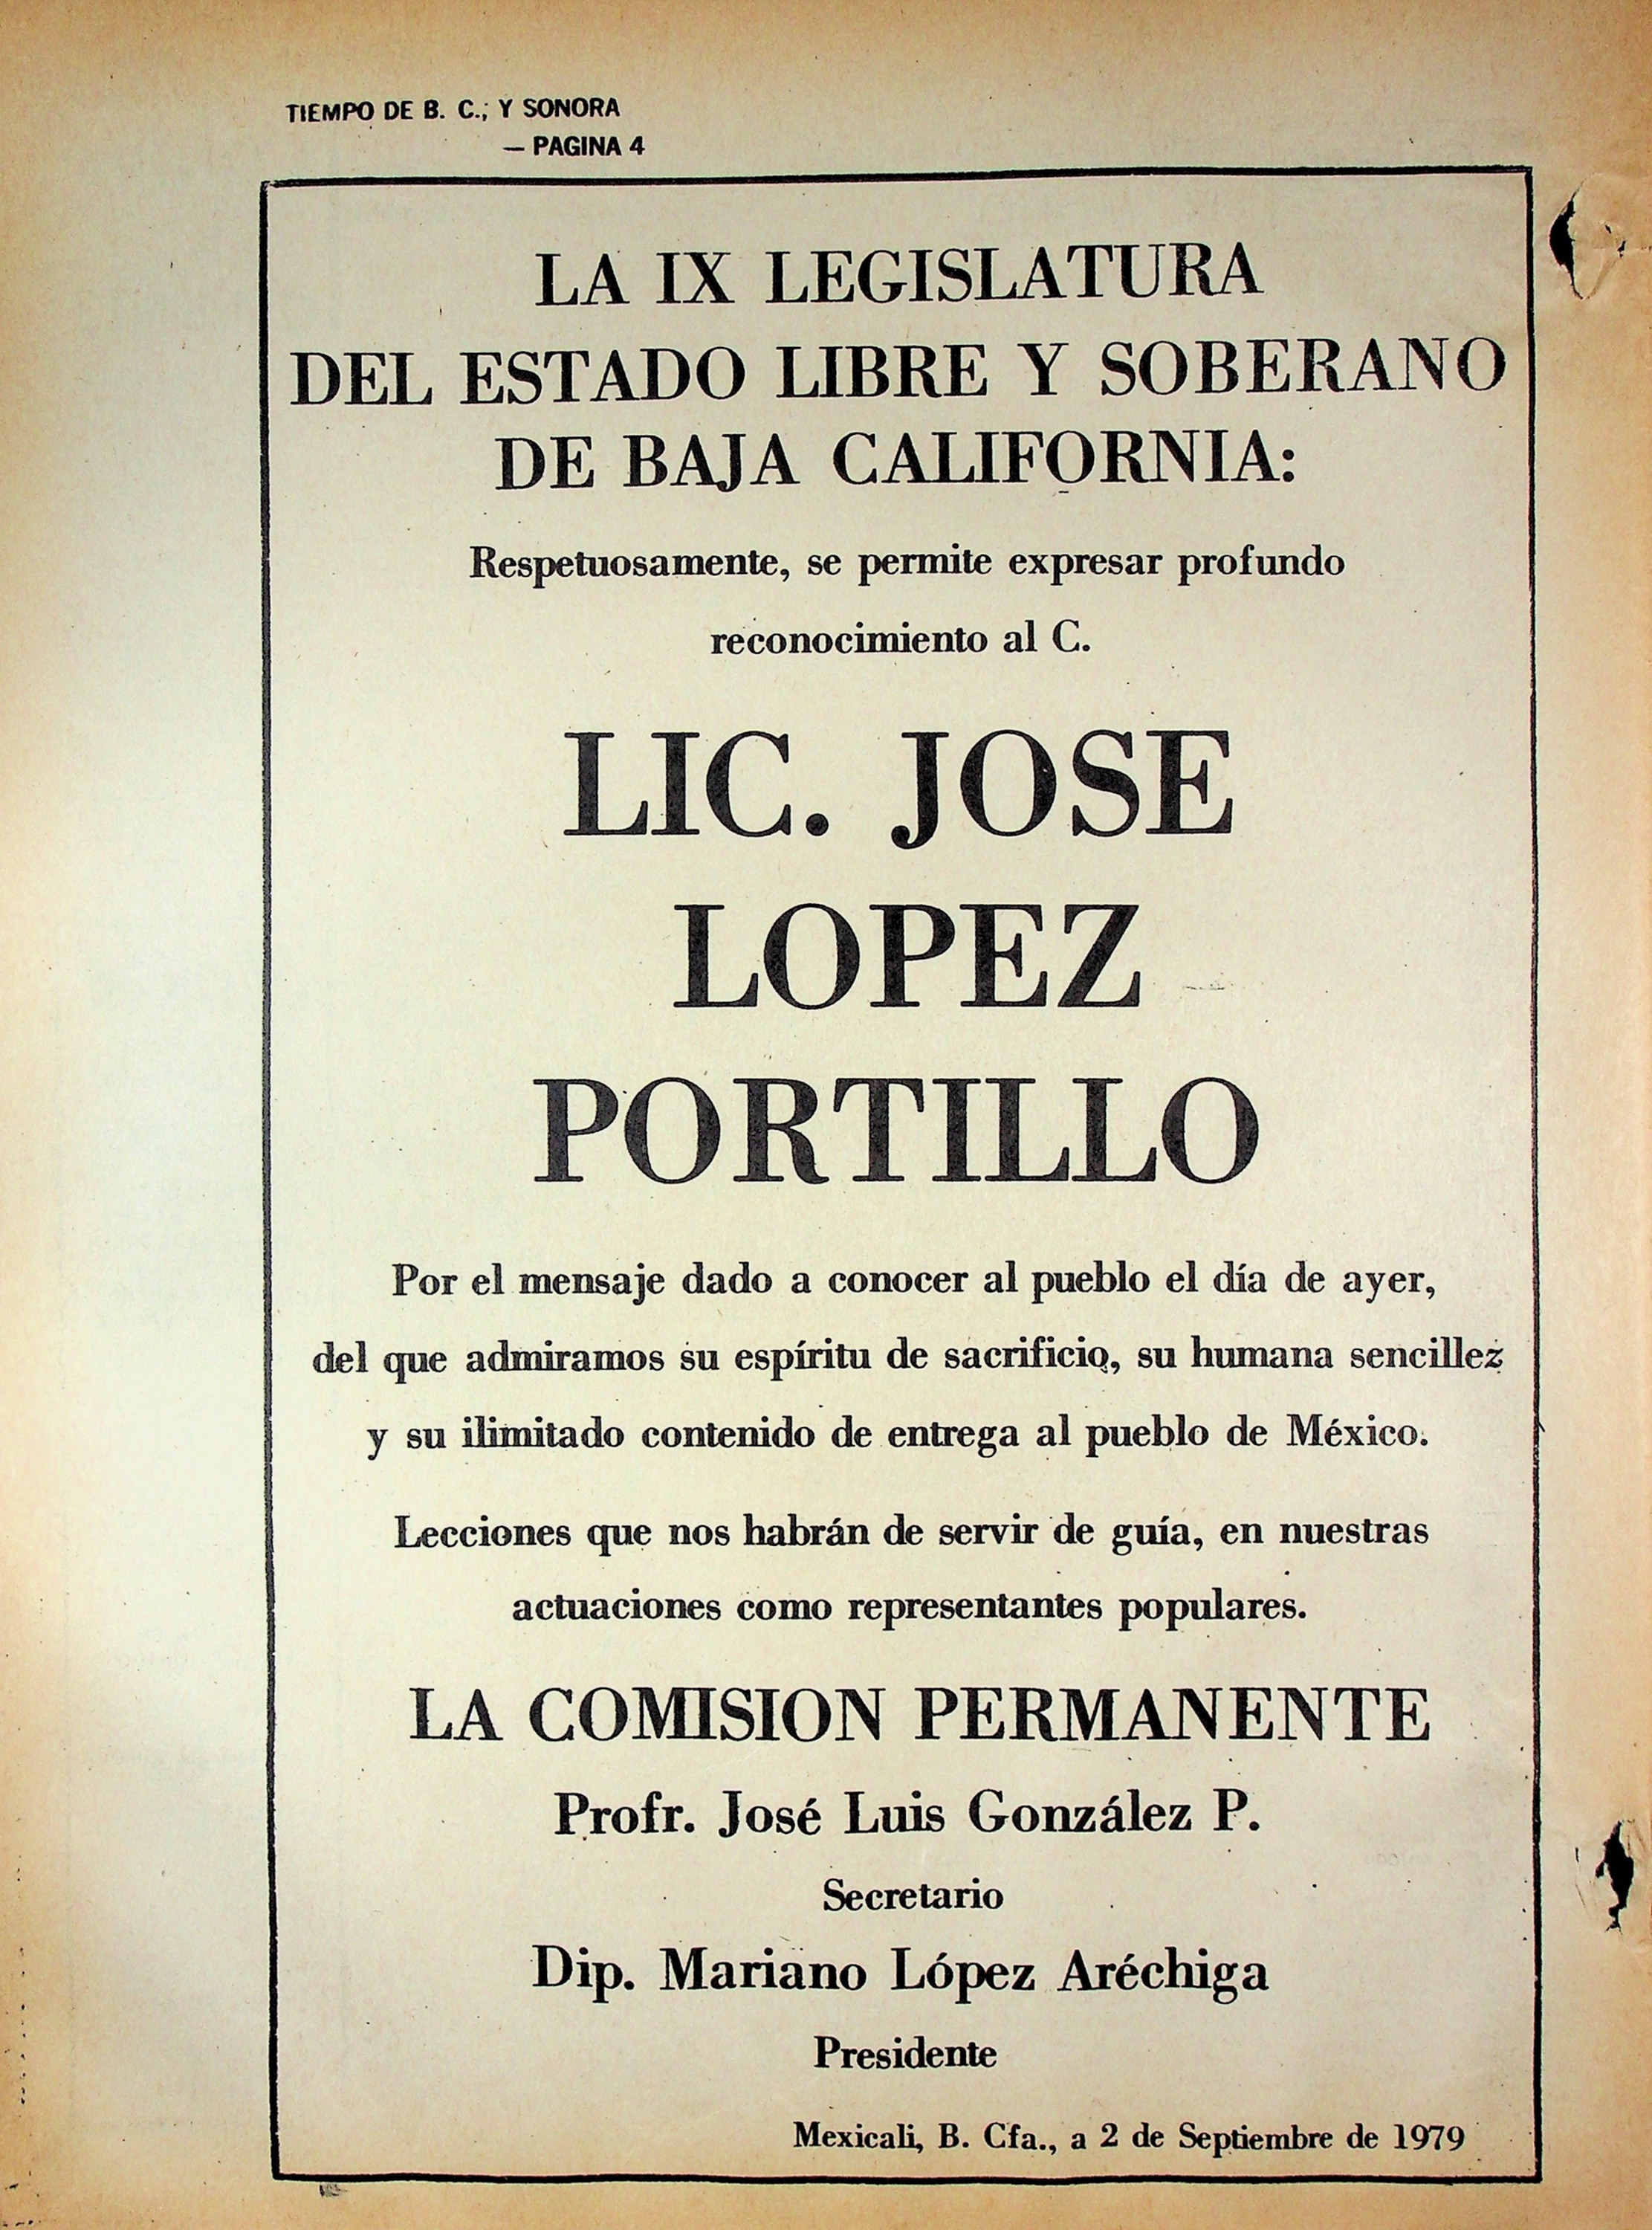 TIEMPO DE B. C.; Y SONORA
— PAGINA 4
LA IX LEGISLATURA
DEL ESTADO LIBRE Y SOBERANO
DE BAJA CALIFORNIA:
Respetuosamente, se permite expresar profundo
reconocimiento al C.
LIC. JOSE
LOPEZ
PORTILLO
Por el mensaje dado a conocer al pueblo el día de ayer,
del que admiramos su espíritu de sacrificio, su humana sencillez
y su ilimitado contenido de entrega al pueblo de México.
Lecciones que nos habrán de servir de guía, en nuestras
actuaciones como representantes populares.
LA COMISION PERMANENTE
Profr. José Luis González P.
Secretario
Dip. Mariano López Aréchiga
Presidente
Mexicali, B. Cfa., a 2 de Septiembre de 1979